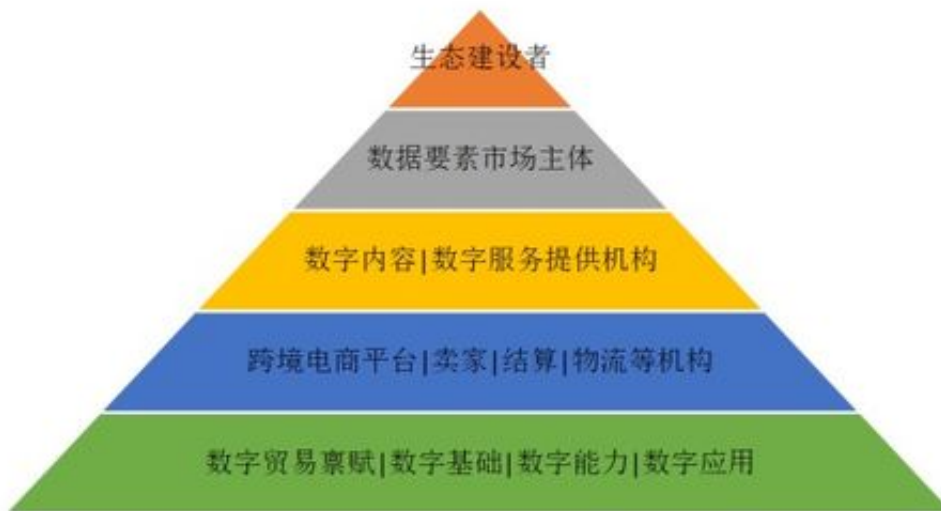 生态建设者
数据要素市场主体
数字内容|数字服务提供机构
跨境电商平台|卖家|结算|物流等机构
数字贸易禀赋|数字基础|数字能力|数字应用